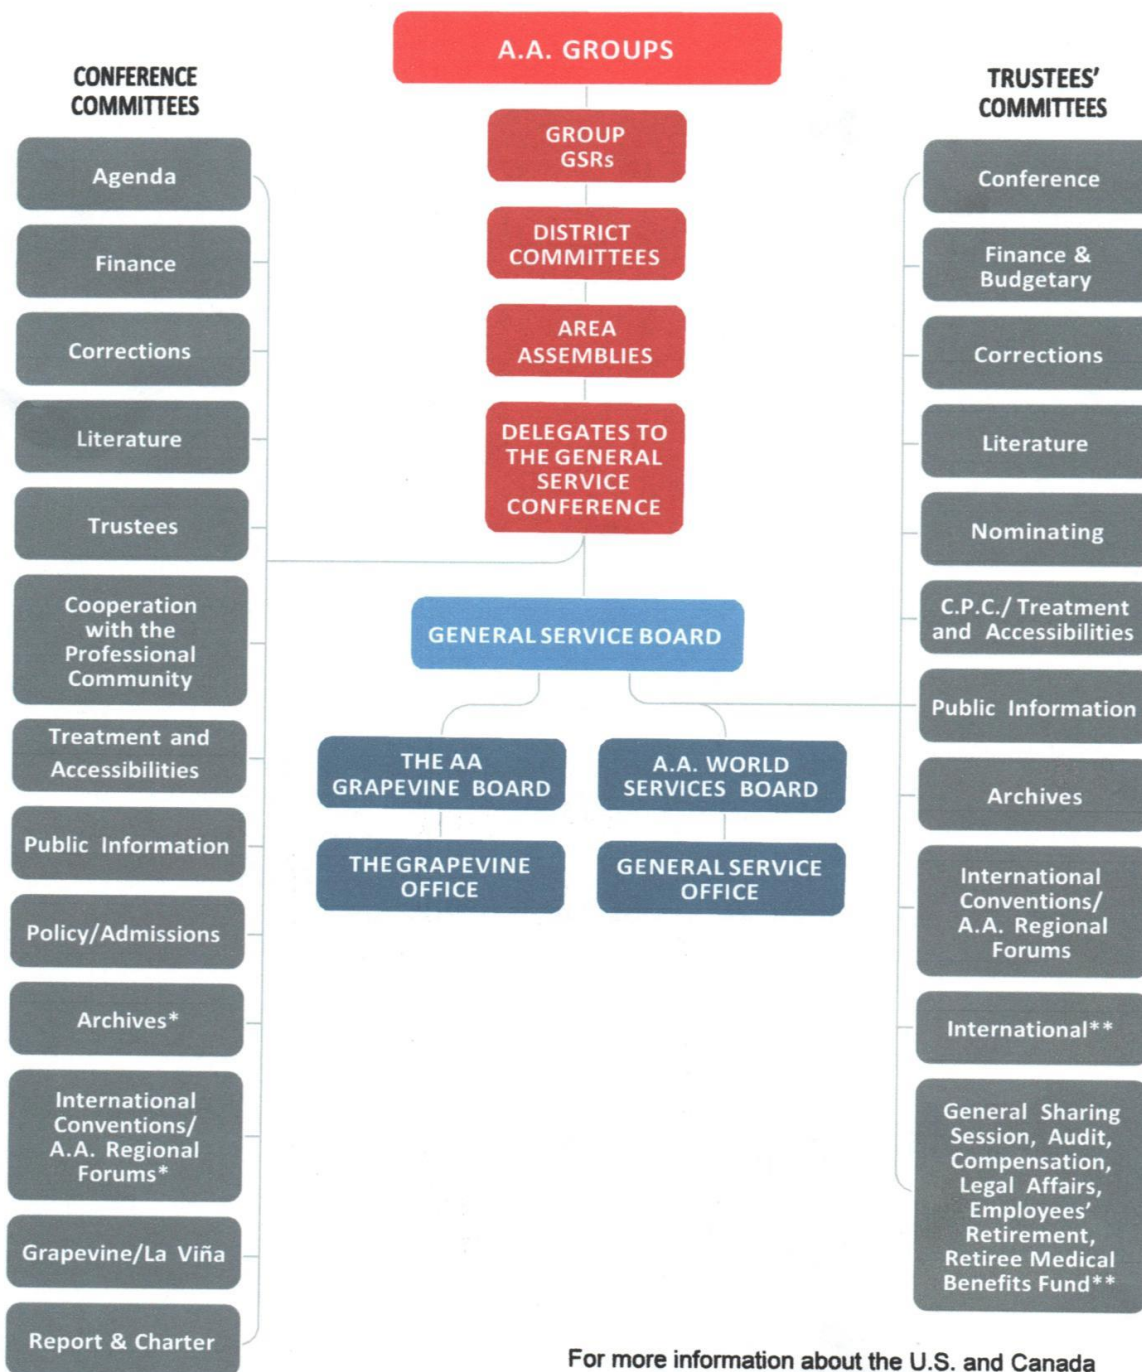 A.A. GROUPS
CONFERENCE
COMMITTEES
Agenda
Finance
Corrections
Literature
Trustees
Cooperation
with the
Professional
Community
Treatment and
Accessibilities
Public Information
Policy/Admissions
Archives*
International
Conventions/
A.A. Regional
Forums*
Grapevine/La Viña
Report & Charter
GROUP
GSRs
DISTRICT
COMMITTEES
AREA
ASSEMBLIES
DELEGATES TO
THE GENERAL
SERVICE
CONFERENCE
GENERAL SERVICE BOARD
THE AA
GRAPEVINE BOARD
THE GRAPEVINE
OFFICE
A.A. WORLD
SERVICES BOARD
GENERAL SERVICE
OFFICE
TRUSTEES'
COMMITTEES
Conference
Finance &
Budgetary
Corrections
Literature
Nominating
C.P.C./ Treatment
and Accessibilities
Public Information
Archives
International
Conventions/
A.A. Regional
Forums
International**
General Sharing
Session, Audit,
Compensation,
Legal Affairs,
Employees'
Retirement,
Retiree Medical
Benefits Fund**
For more information about the U.S. and Canada